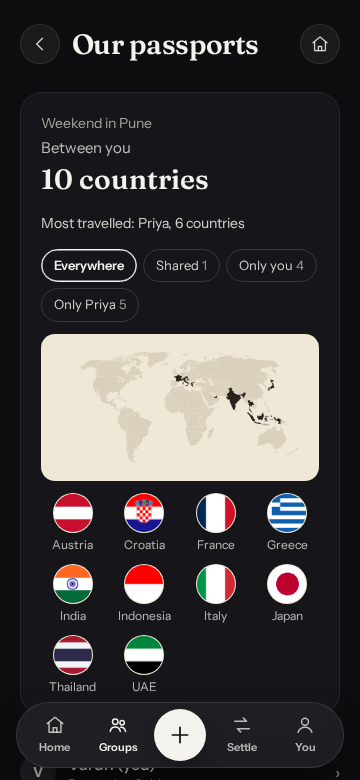 Our passports
Weekend in Pune
Between you
10 countries
Most travelled: Priya, 6 countries
Everywhere
Shared 1
Only you 4
Only Priya 5
Austria
Croatia
France
Greece
India
Indonesia
Italy
Japan
Thailand
UAE
Home
Groups
Settle
You